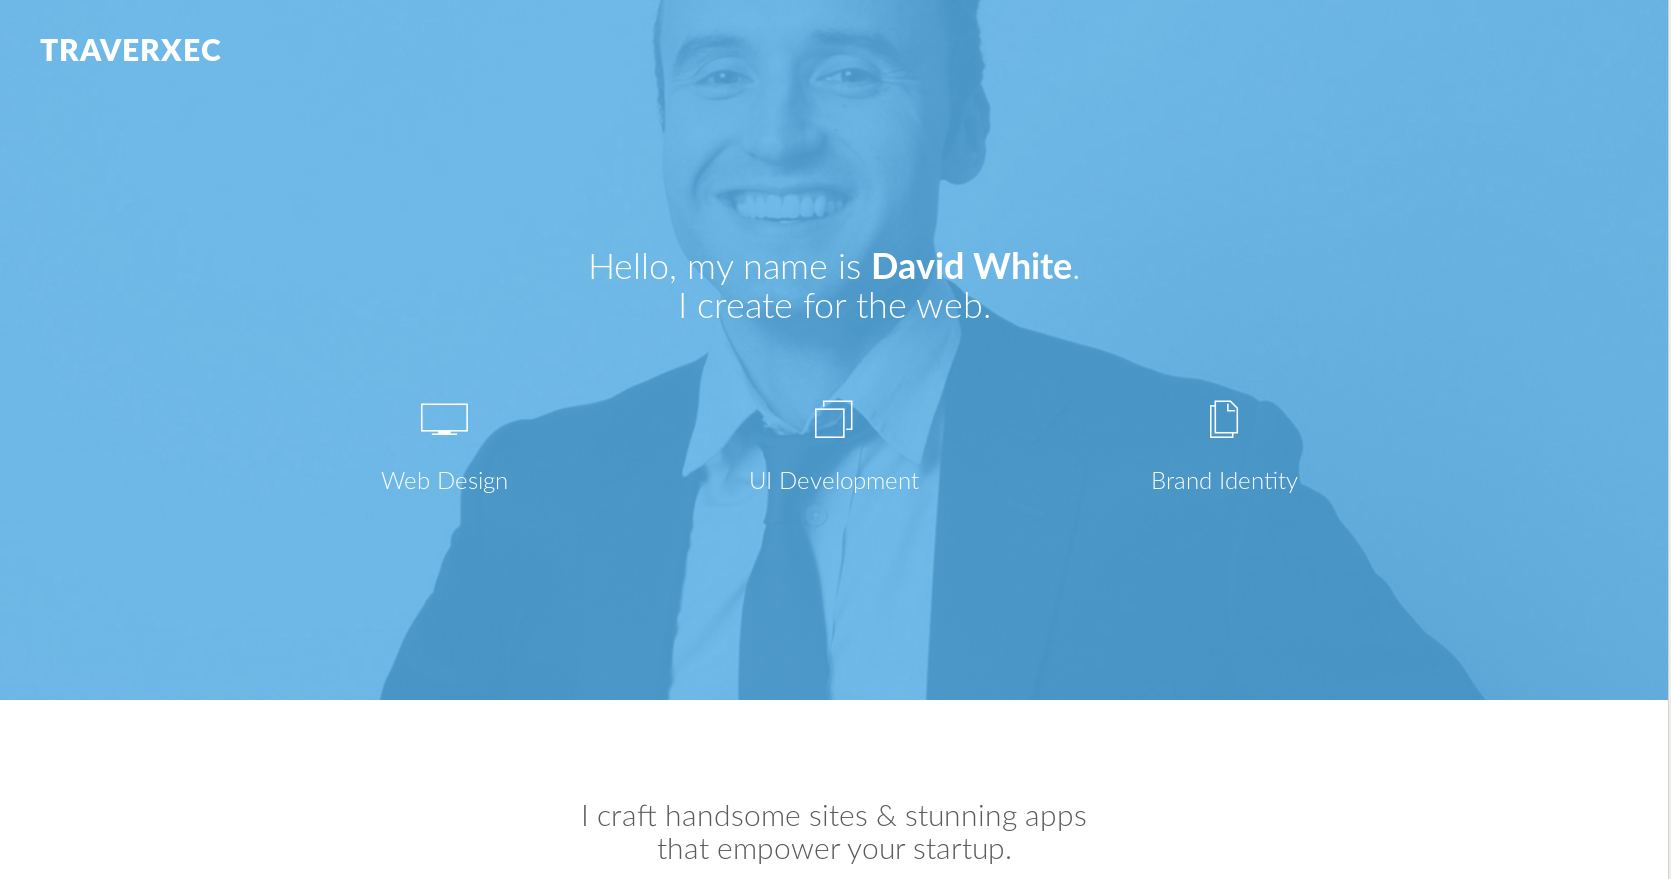 TRAVERXEC
Hello, my name is David White.
I create for the web.
Web Design
UI Development
Brand Identity
I craft handsome sites & stunning apps
that empower your startup.